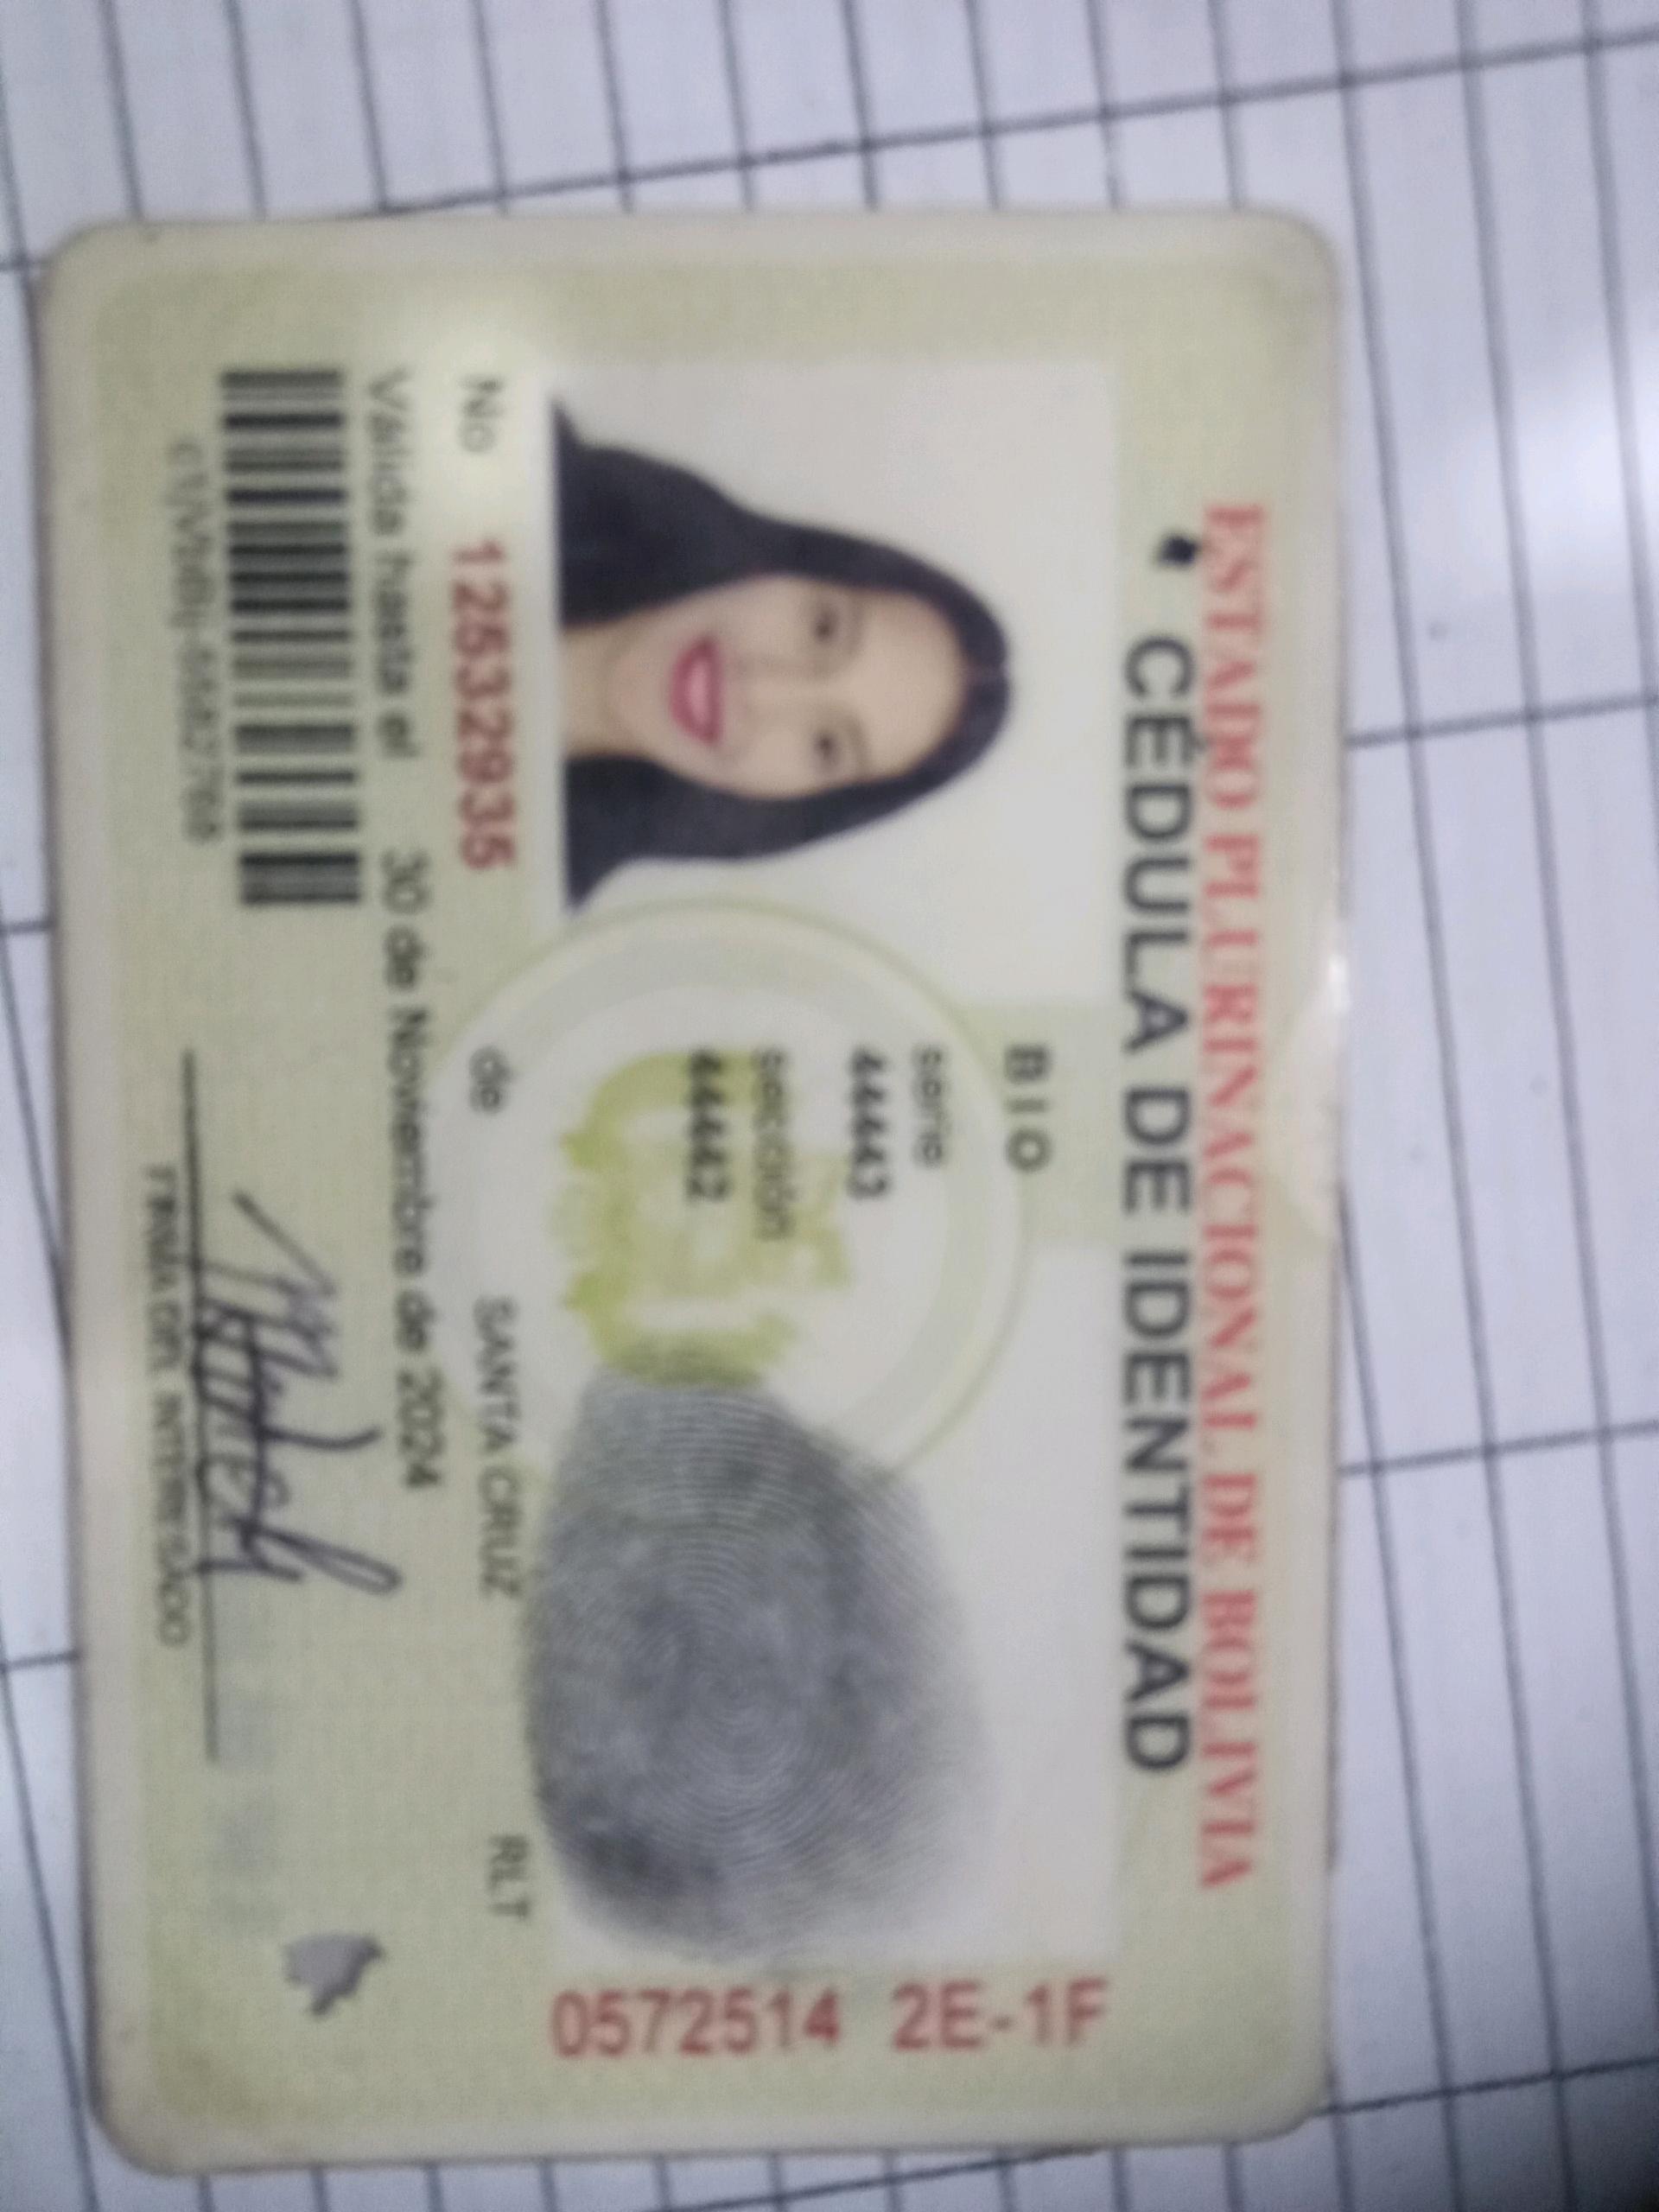 ESTADO PLURINACIONAL DE BOLIVIA
CÉDULA DE IDENTIDAD
BIO
serie
44443
sección
44442
0572514 2E-1F
No 12532935 de SANTA CRUZ RLT
Válida hasta el 30 de Noviembre de 2024
FIRMA DEL INTERESADO